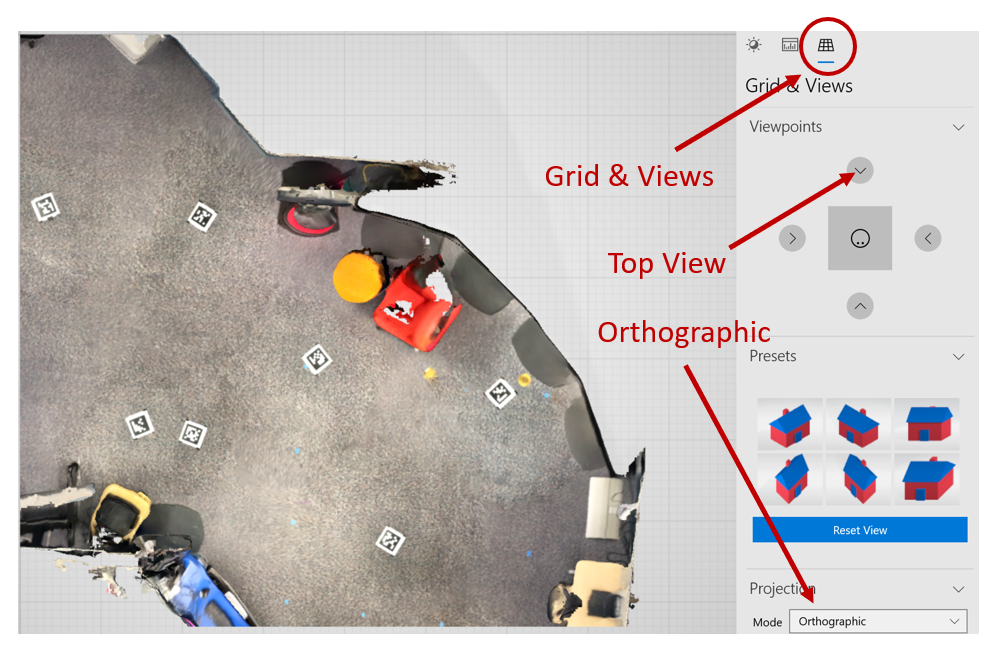 Grid & Views
Viewpoints
Grid & Views
Top View
Orthographic
Presets
Reset View
Projection
Mode
Orthographic